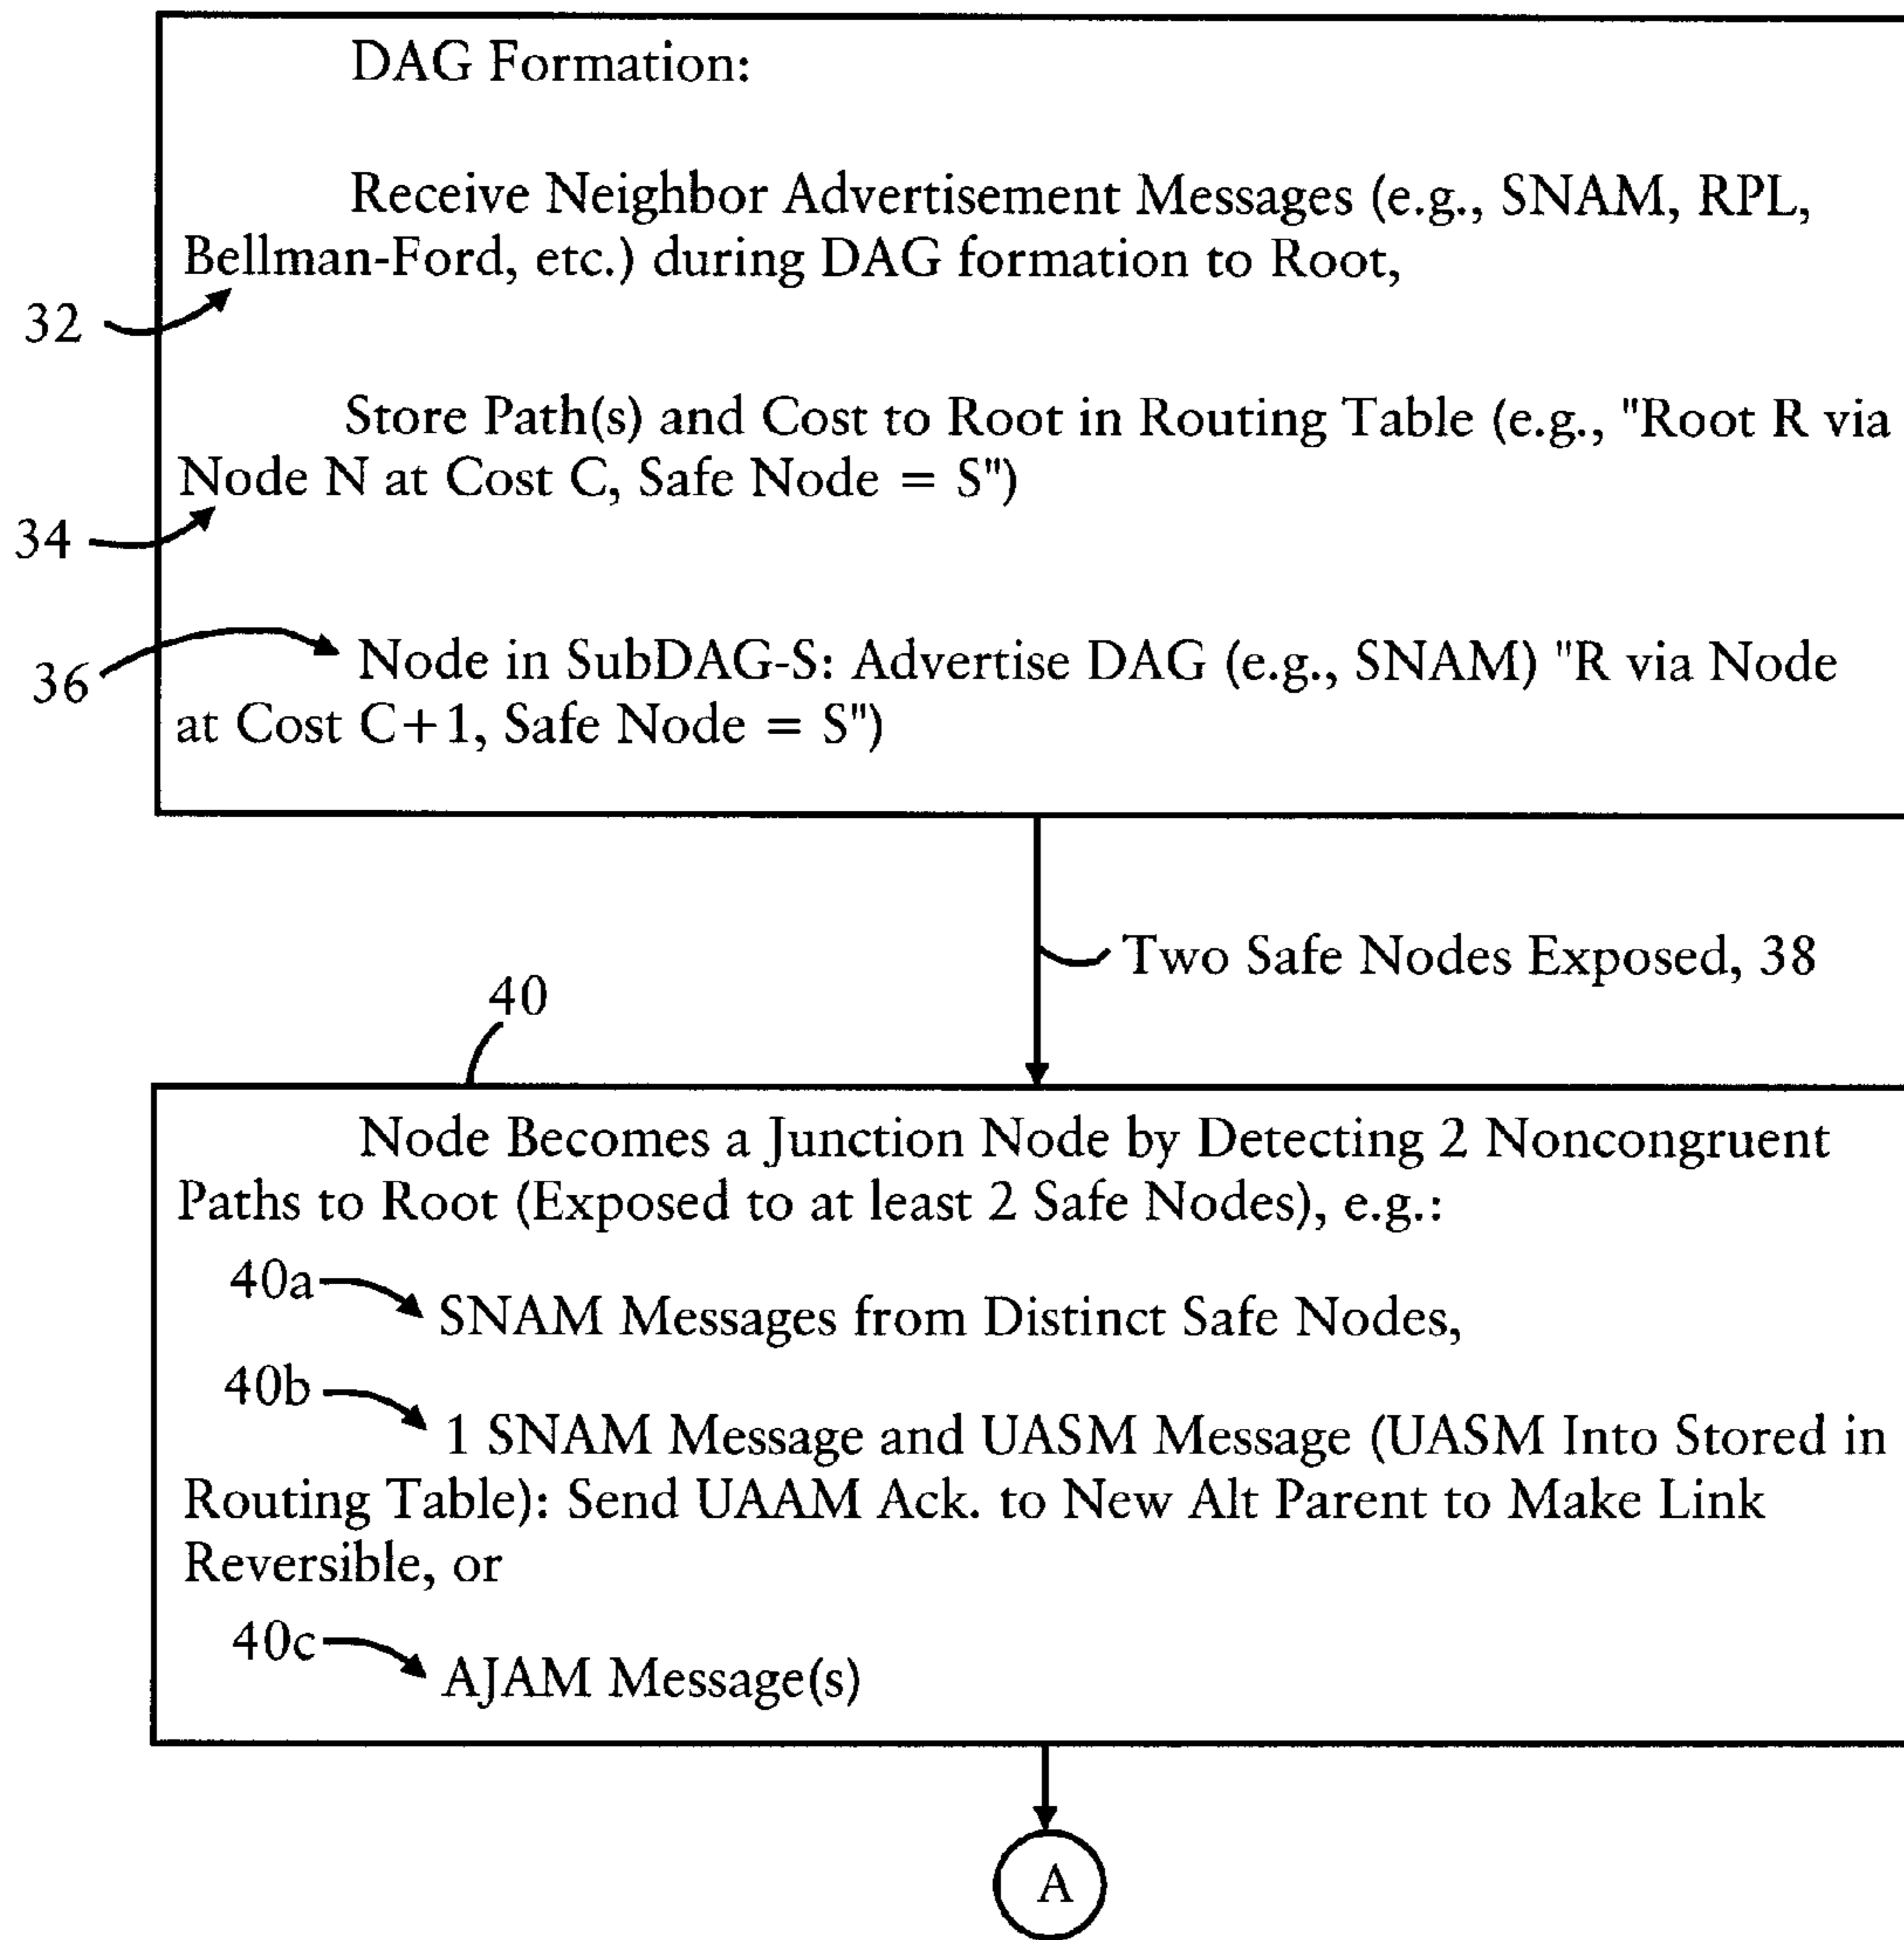 DAG Formation:
Receive Neighbor Advertisement Messages (e.g., SNAM, RPL,
Bellman-Ford, etc.) during DAG formation to Root,
32
Store Path(s) and Cost to Root in Routing Table (e.g., "Root R via
Node N at Cost C, Safe Node = S")
34
36
Node in SubDAG-S: Advertise DAG (e.g., SNAM) "R via Node
at Cost C+1, Safe Node = S")
Two Safe Nodes Exposed, 38
40
Node Becomes a Junction Node by Detecting 2 Noncongruent
Paths to Root (Exposed to at least 2 Safe Nodes), e.g.:
40a
SNAM Messages from Distinct Safe Nodes,
40b
1 SNAM Message and UASM Message (UASM Into Stored in
Routing Table): Send UAAM Ack. to New Alt Parent to Make Link
Reversible, or
40c
AJAM Message(s)
A